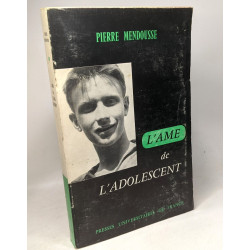 PIERRE MENDOUSSE
L'AME
de
L'ADOLESCENT
PRESSES UNIVERSITAIRES DE FRANCE